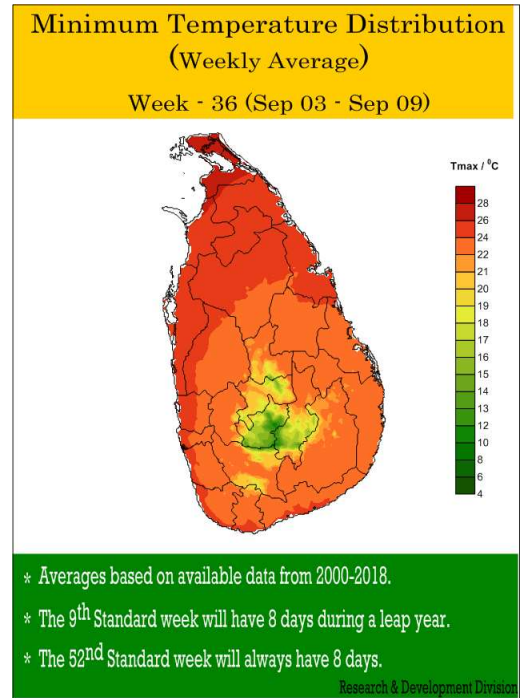 Minimum Temperature Distribution
(Weekly Average)
Week - 36 (Sep 03 - Sep 09)
Tmax / ⁰C
28
26
24
22
21
20
19
18
17
16
15
14
13
12
10
8
6
4
* Averages based on available data from 2000-2018.
* The 9th Standard week will have 8 days during a leap year.
* The 52nd Standard week will always have 8 days.
Research & Development Division